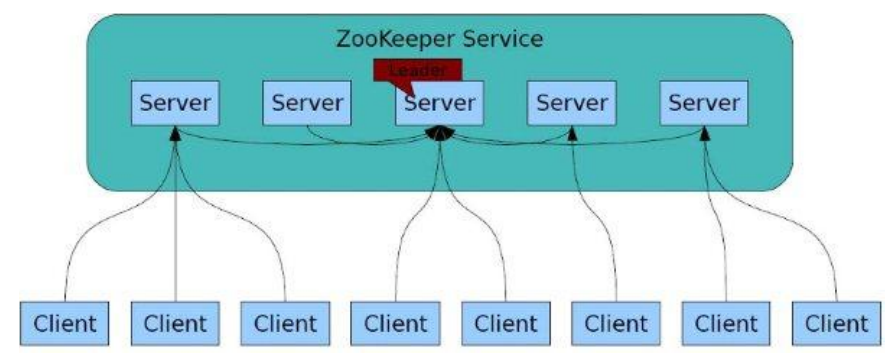 ZooKeeper Service
Leader
Server Server Server Server Server
Client Client Client Client Client Client Client Client